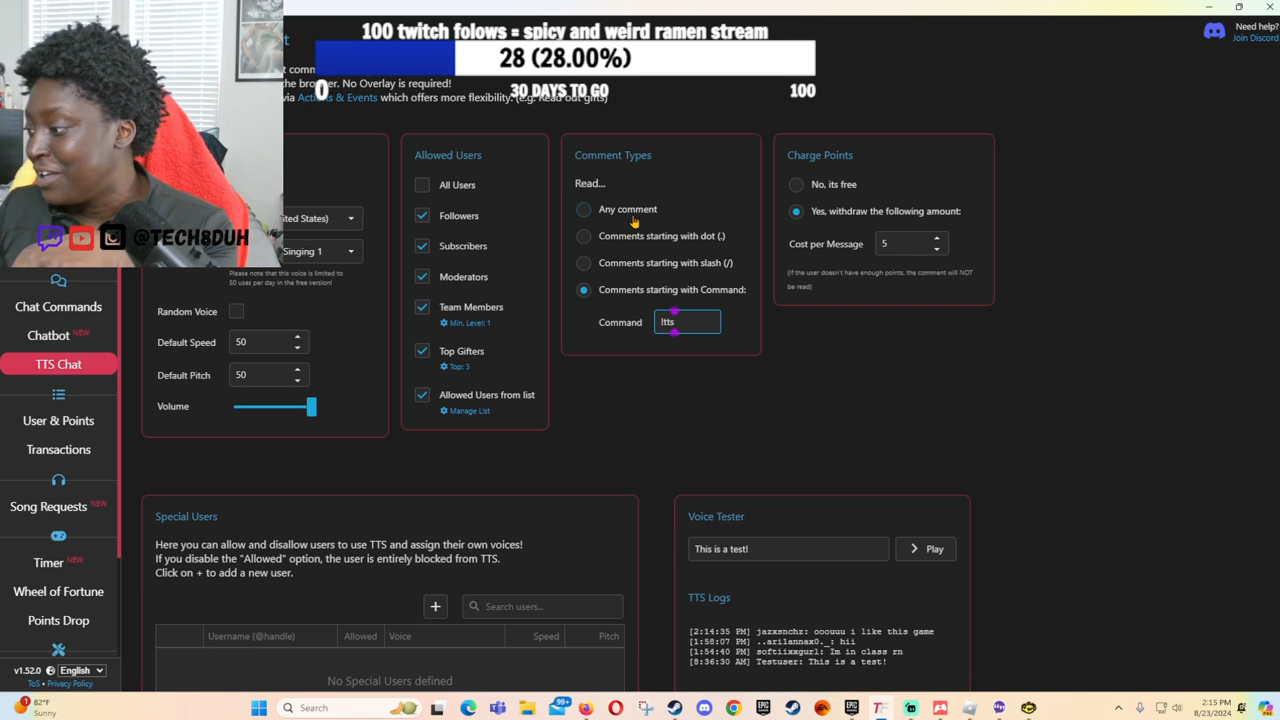 100 twitch folows = spicy and weird ramen stream
28 (28.00%)
0
30 DAYS TO GO
100
Need help?
Join Discord
the browser. No Overlay is required!
via Actions & Events which offers more flexibility. (e.g. Read out gifts)
@TECH8DUH
ited States)
Singing 1
Please note that this voice is limited to
50 uses per day in the free version!
Random Voice
Default Speed
50
Default Pitch
50
Volume
Allowed Users
All Users
Followers
Subscribers
Moderators
Team Members
Min. Level: 1
Top Gifters
Top: 3
Allowed Users from list
Manage List
Comment Types
Read...
Any comment
Comments starting with dot (.)
Comments starting with slash (/)
Comments starting with Command:
Command
!tts
Charge Points
No, its free
Yes, withdraw the following amount:
Cost per Message
5
(If the user doesn't have enough points, the comment will NOT
be read)
Chat Commands
Chatbot NEW
TTS Chat
User & Points
Transactions
Song Requests NEW
Timer NEW
Wheel of Fortune
Points Drop
v1.52.0
English
ToS • Privacy Policy
Special Users
Here you can allow and disallow users to use TTS and assign their own voices!
If you disable the "Allowed" option, the user is entirely blocked from TTS.
Click on + to add a new user.
+
Search users...
Username (@handle)
Allowed
Voice
Speed
Pitch
No Special Users defined
Voice Tester
This is a test!
Play
TTS Logs
[2:14:35 PM] jazxsnchz: ooouuu i like this game
[1:58:07 PM] ..arilannax0._: hii
[1:54:40 PM] softiixxgurl: Im in class rn
[8:36:30 AM] Testuser: This is a test!
1
82°F
Sunny
Search
99+
2:15 PM
8/23/2024